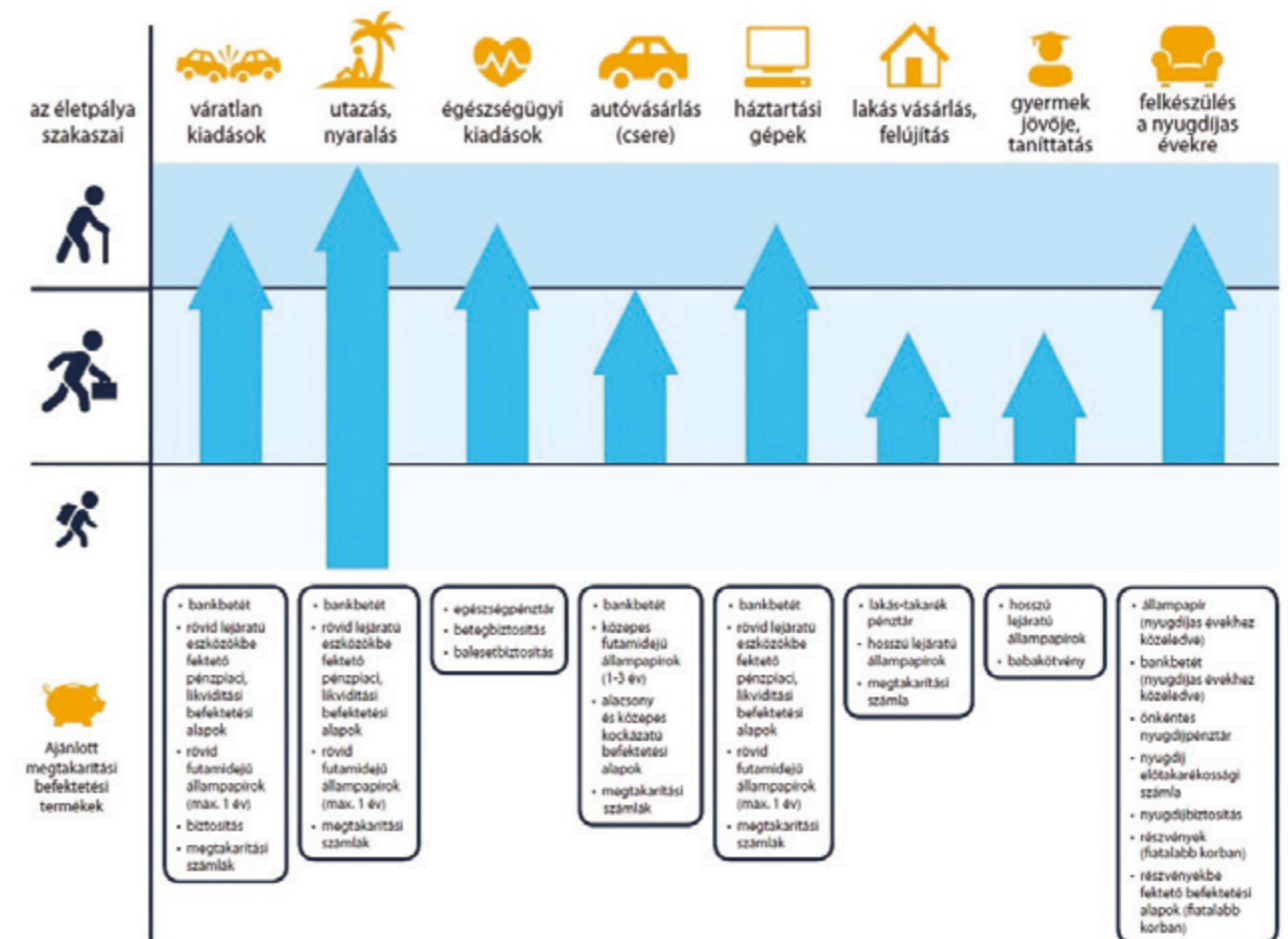 az életpálya
szakaszai
váratlan
kiadások
utazás,
nyaralás
égészségügyi
kiadások
autóvásárlás
(csere)
háztartási
gépek
lakás vásárlás,
felújítás
gyermek
jövője,
taníttatás
felkészülés
a nyugdíjas
évekre
Ajánlott
megtakarítási
befektetési
termékek
• bankbetét
• rövid lejáratú
eszközökbe
fektető
pénzpiaci,
likviditási
befektetési
alapok
• rövid
futamidejű
állampapírok
(max. 1 év)
• biztosítás
• megtakarítási
számlák
• bankbetét
• rövid lejáratú
eszközökbe
fektető
pénzpiaci,
likviditási
befektetési
alapok
• rövid
futamidejű
állampapírok
(max. 1 év)
• megtakarítási
számlák
• egészségpénztár
• betegbiztosítás
• balesetbiztosítás
• bankbetét
• közepes
futamidejű
állampapírok
(1-3 év)
• alacsony
és közepes
kockázatú
befektetési
alapok
• megtakarítási
számlák
• bankbetét
• rövid lejáratú
eszközökbe
fektető
pénzpiaci,
likviditási
befektetési
alapok
• rövid
futamidejű
állampapírok
(max. 1 év)
• megtakarítási
számlák
• lakás-takarék
pénztár
• hosszú lejáratú
állampapírok
• megtakarítási
számla
• hosszú
lejáratú
állampapírok
• babakötvény
• állampapír
(nyugdíjas évekhez
közeledve)
• bankbetét
(nyugdíjas évekhez
közeledve)
• önkéntes
nyugdíjpénztár
• nyugdíj
előtakarékossági
számla
• nyugdíjbiztosítás
• részvények
(fiatalabb korban)
• részvényekbe
fektető befektetési
alapok (fiatalabb
korban)